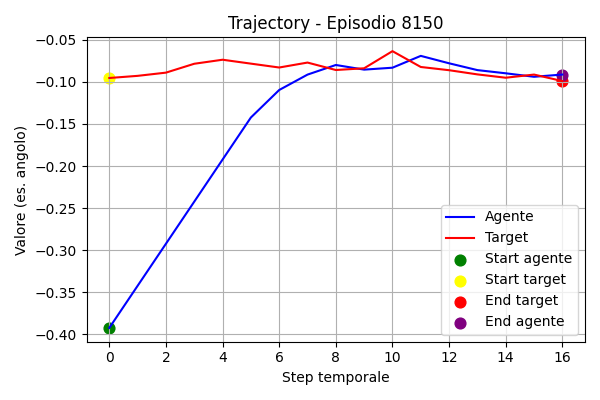 Trajectory - Episodio 8150
Valore (es. angolo)
−0.05
−0.10
−0.15
−0.20
−0.25
−0.30
−0.35
−0.40
0 2 4 6 8 10 12 14 16
Step temporale
Agente
Target
Start agente
Start target
End target
End agente